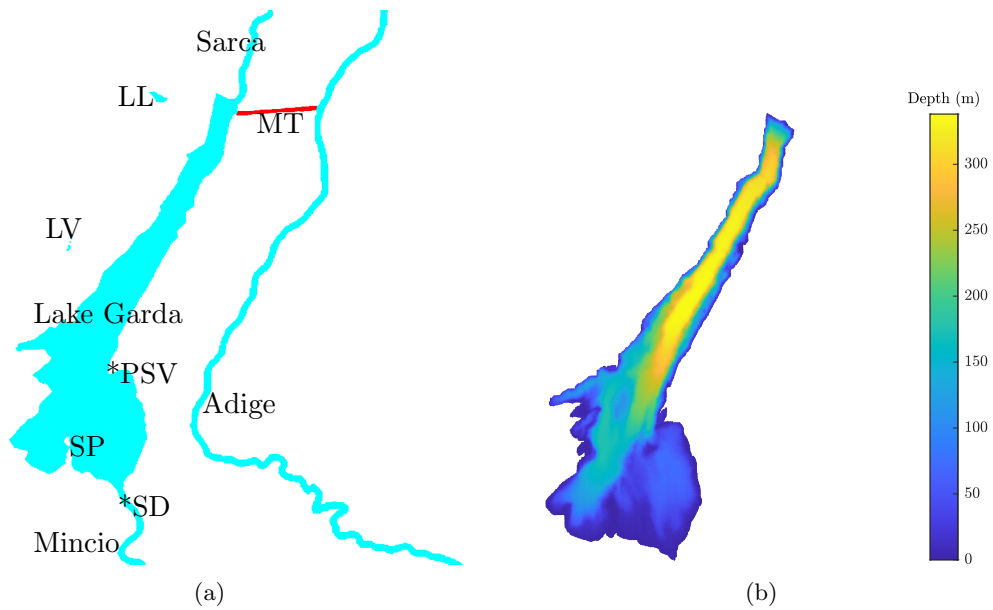 Sarca
LL
MT
LV
Lake Garda
*PSV
Adige
SP
*SD
Mincio
(a)
Depth (m)
300
250
200
150
100
50
0
(b)